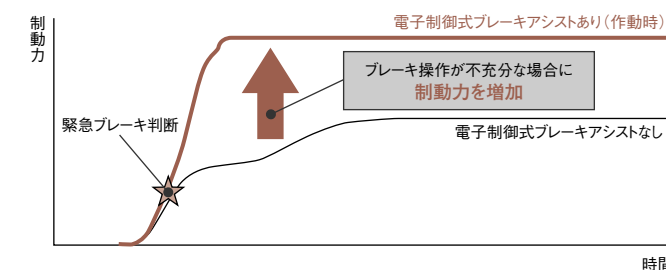 制動力
電子制御式ブレーキアシストあり（作動時）
ブレーキ操作が不充分な場合に
制動力を増加
緊急ブレーキ判断
電子制御式ブレーキアシストなし
時間